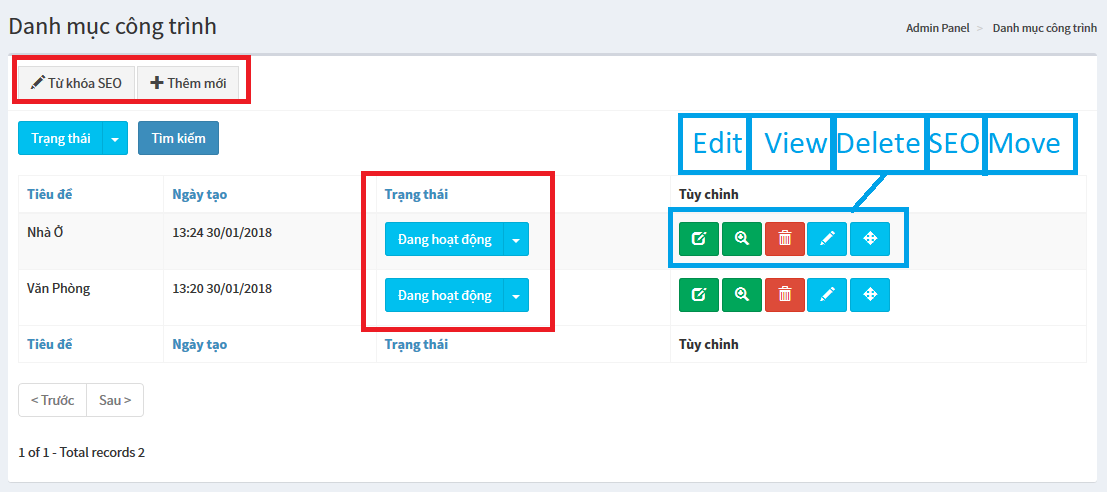 Danh mục công trình
Admin Panel > Danh mục công trình
Từ khóa SEO Thêm mới
Trạng thái Tìm kiếm
Edit View Delete SEO Move
Tiêu đề Ngày tạo Trạng thái Tùy chỉnh
Nhà Ở 13:24 30/01/2018 Đang hoạt động
Văn Phòng 13:20 30/01/2018 Đang hoạt động
Tiêu đề Ngày tạo Trạng thái Tùy chỉnh
< Trước Sau >
1 of 1 - Total records 2